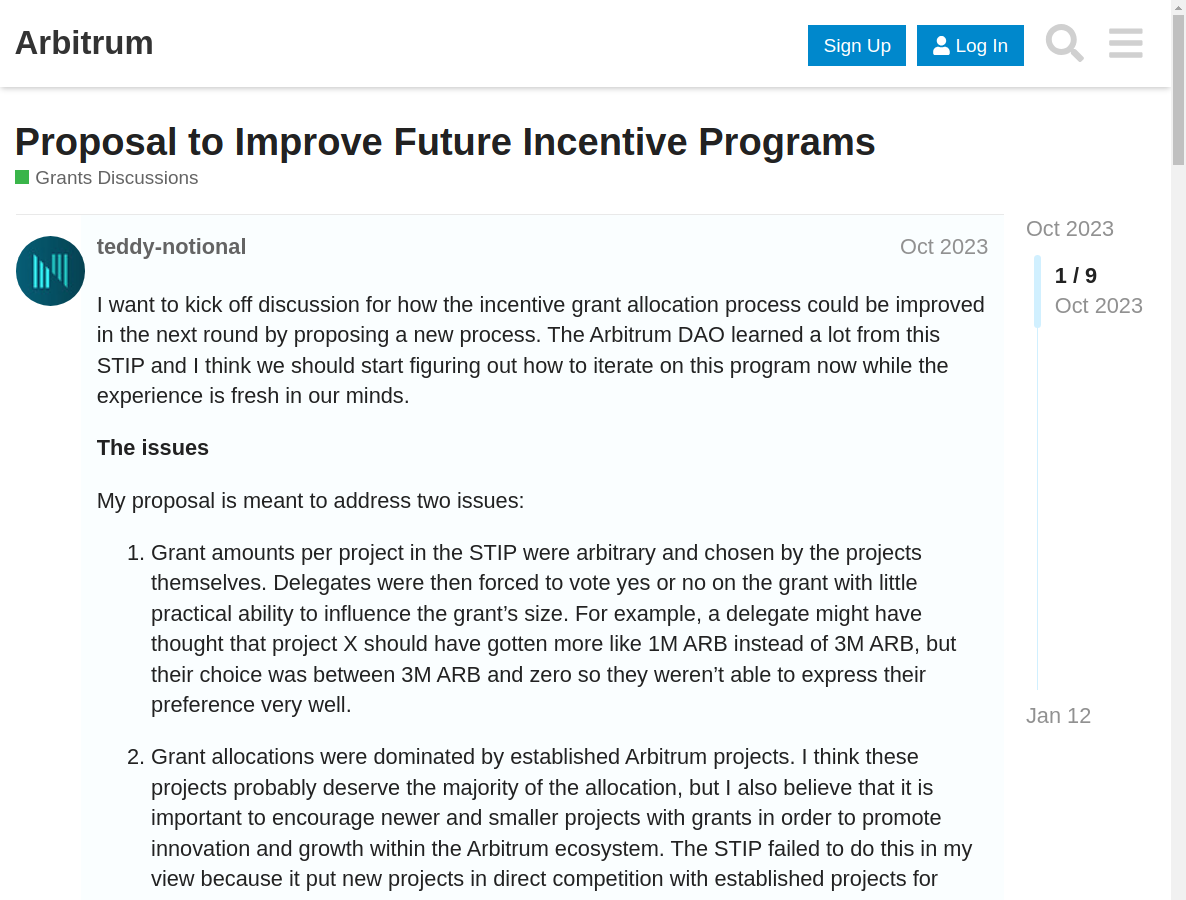 Arbitrum
Sign Up
Log In
Proposal to Improve Future Incentive Programs
Grants Discussions
teddy-notional
Oct 2023
I want to kick off discussion for how the incentive grant allocation process could be improved
in the next round by proposing a new process. The Arbitrum DAO learned a lot from this
STIP and I think we should start figuring out how to iterate on this program now while the
experience is fresh in our minds.
The issues
My proposal is meant to address two issues:
1. Grant amounts per project in the STIP were arbitrary and chosen by the projects
themselves. Delegates were then forced to vote yes or no on the grant with little
practical ability to influence the grant’s size. For example, a delegate might have
thought that project X should have gotten more like 1M ARB instead of 3M ARB, but
their choice was between 3M ARB and zero so they weren’t able to express their
preference very well.
2. Grant allocations were dominated by established Arbitrum projects. I think these
projects probably deserve the majority of the allocation, but I also believe that it is
important to encourage newer and smaller projects with grants in order to promote
innovation and growth within the Arbitrum ecosystem. The STIP failed to do this in my
view because it put new projects in direct competition with established projects for
Oct 2023
1 / 9
Oct 2023
Jan 12